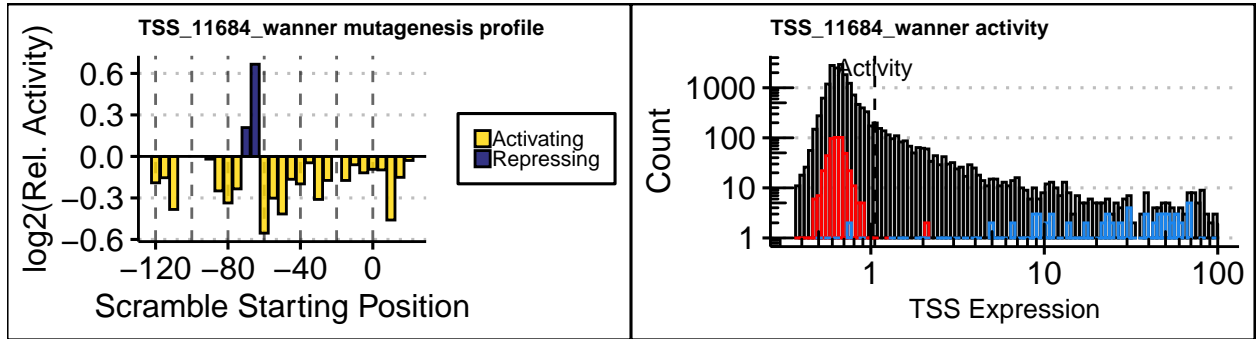 TSS_11684_wanner mutagenesis profile
log2(Rel. Activity)
0.6
0.3
0.0
−0.3
−0.6
−120
−80
−40
0
Scramble Starting Position
Activating
Repressing
TSS_11684_wanner activity
Activity
Count
1000
100
10
1
1
10
100
TSS Expression